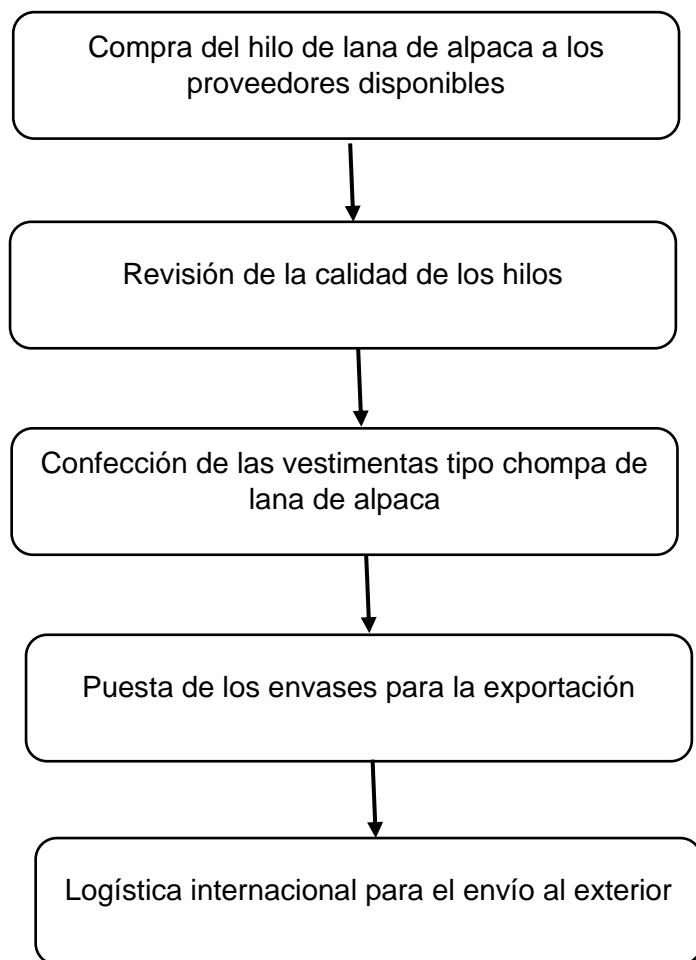 Compra del hilo de lana de alpaca a los
proveedores disponibles
Revisión de la calidad de los hilos
Confección de las vestimentas tipo chompa de
lana de alpaca
Puesta de los envases para la exportación
Logística internacional para el envío al exterior